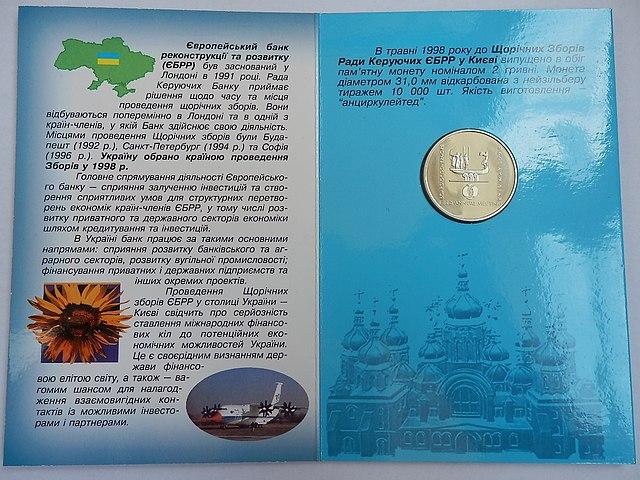 Європейський банк
реконструкції та розвитку
(ЄБРР) був заснований у
Лондоні в 1991 році. Рада
Керуючих Банку приймає
рішення щодо часу та місця
проведення щорічних зборів. Вони
відбуваються поперемінно в Лондоні та в одній з
країн-членів, у якій Банк здійснює свою діяльність.
Місцями проведення Щорічних зборів були Буда-
пешт (1992 р.), Санкт-Петербург (1994 р.) та Софія
(1996 р.). Україну обрано країною проведення
Зборів у 1998 р.
Головне спрямування діяльності Європейсько-
го банку — сприяння залученню інвестицій та ство-
рення сприятливих умов для структурних перетво-
рень економік країн-членів ЄБРР, у тому числі роз-
витку приватного та державного секторів економіки
шляхом кредитування та інвестицій.
В Україні банк працює за такими основними
напрямами: сприяння розвитку банківського та аг-
рарного секторів, розвитку вугільної промисловості;
фінансування приватних і державних підприємств та
інших окремих проектів.
Проведення Щорічних
зборів ЄБРР у столиці України —
Києві свідчить про серйозність
ставлення міжнародних фінансо-
вих кіл до потенційних еко-
номічних можливостей України.
Це є своєрідним визнанням дер-
жави фінансо-
вою елітою світу, а також — ва-
гомим шансом для налагод-
ження взаємовигідних кон-
тактів із можливими інвесто-
рами і партнерами.
В травні 1998 року до Щорічних Зборів
Ради Керуючих ЄБРР у Києві випущено в обіг
пам'ятну монету номіналом 2 гривні. Монета
діаметром 31,0 мм відкарбована з нейзільберу
тиражем 10 000 шт. Якість виготовлення
"анциркулейтед".